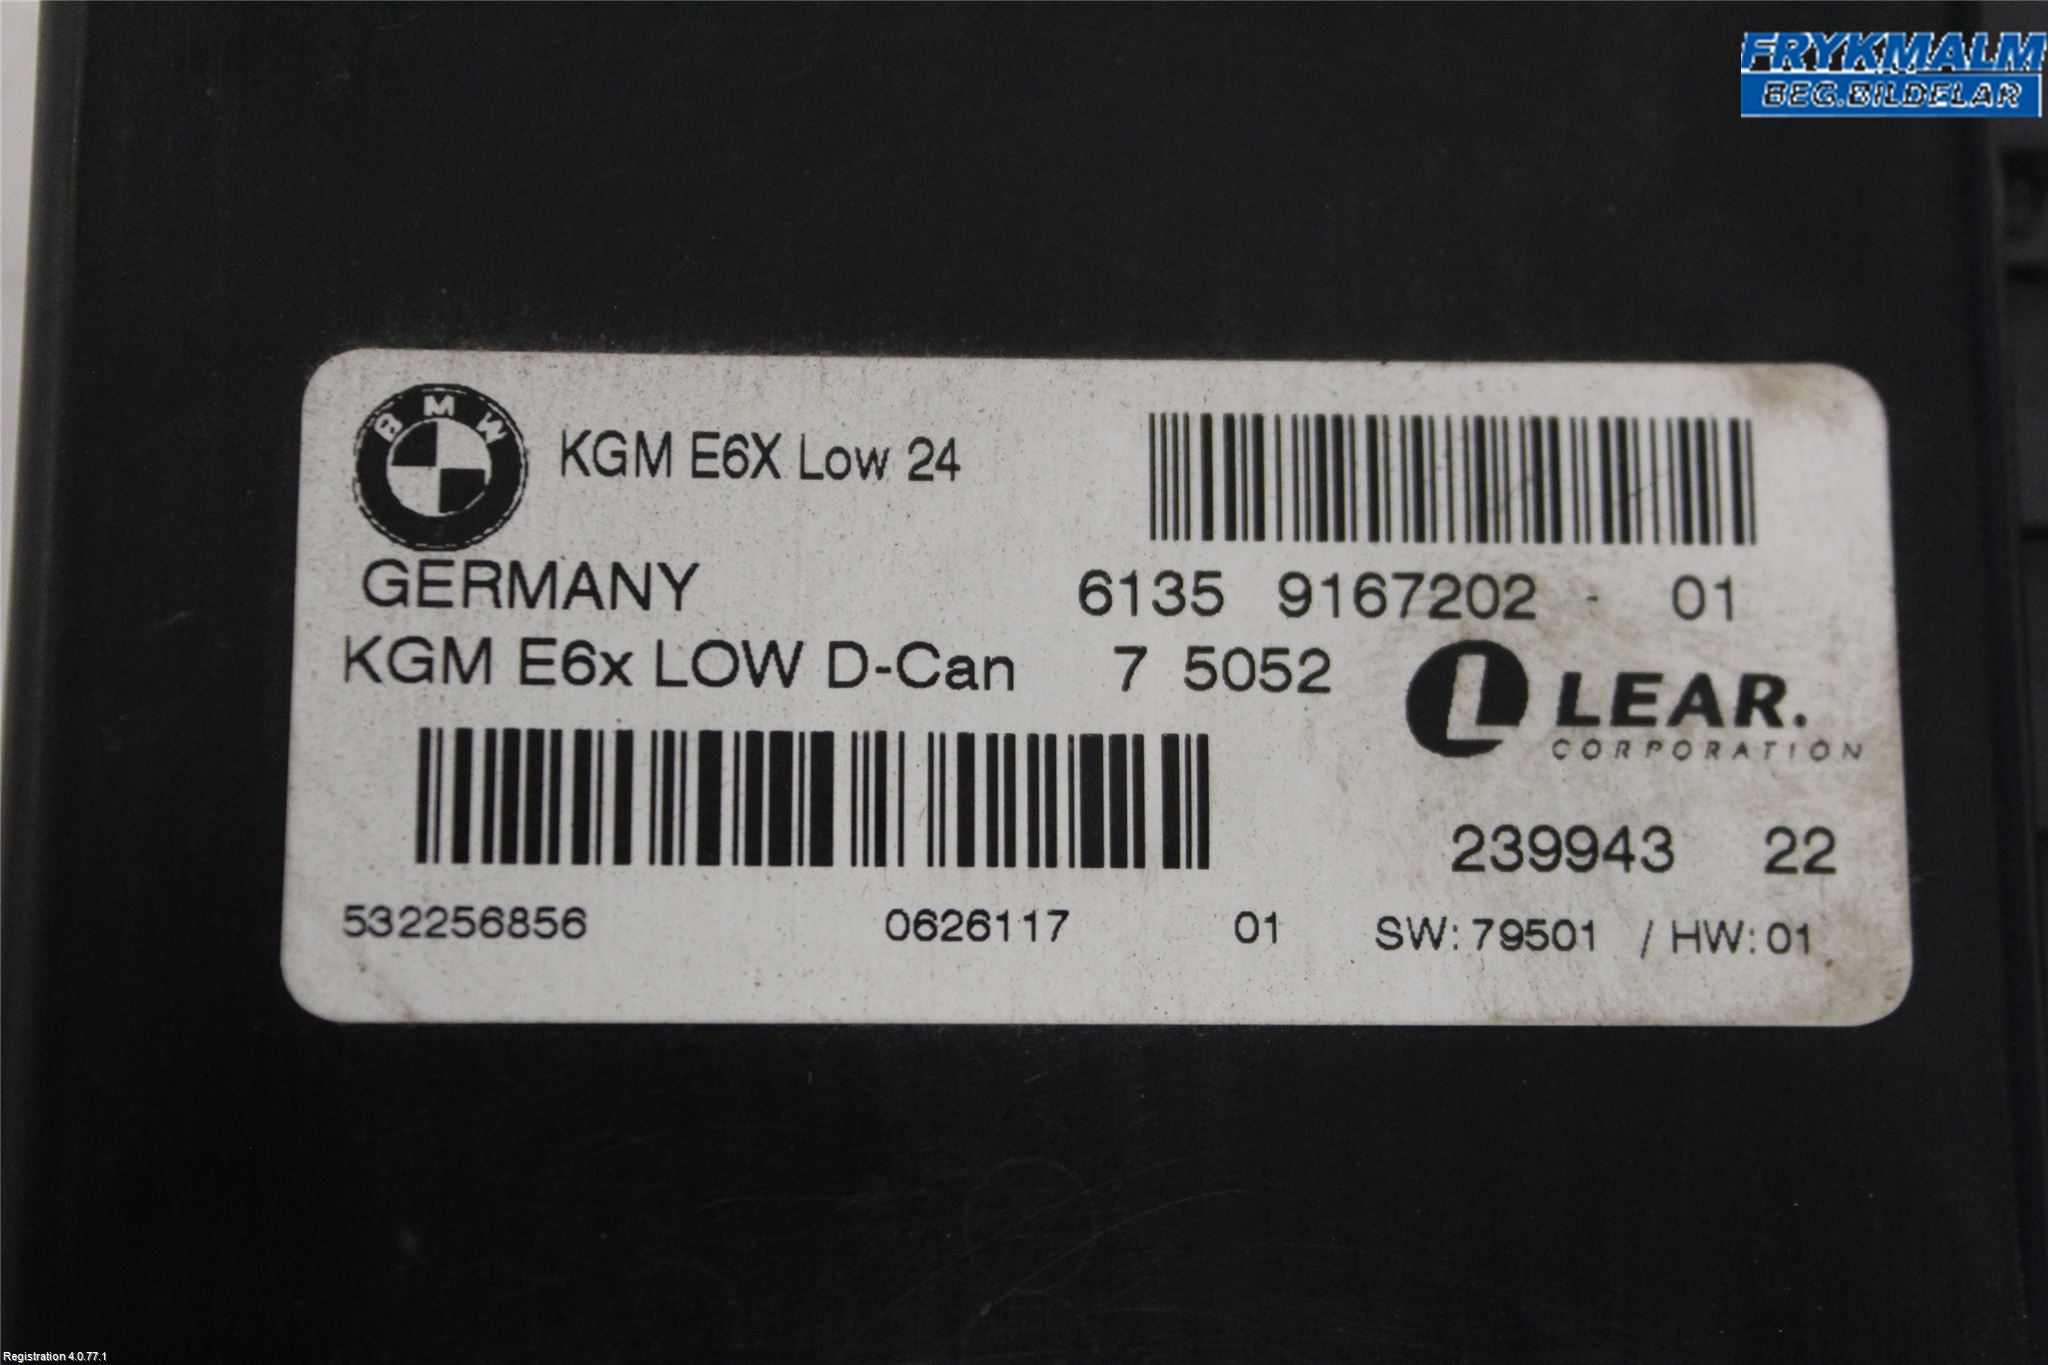 FRYKMALM
BEG.BILDELAR
BMW
KGM E6X Low 24
GERMANY
6135 9167202 - 01
KGM E6x LOW D-Can 7 5052
LEAR.
CORPORATION
239943 22
532256856 0626117 01 SW: 79501 / HW: 01
Registration 4.0.77.1